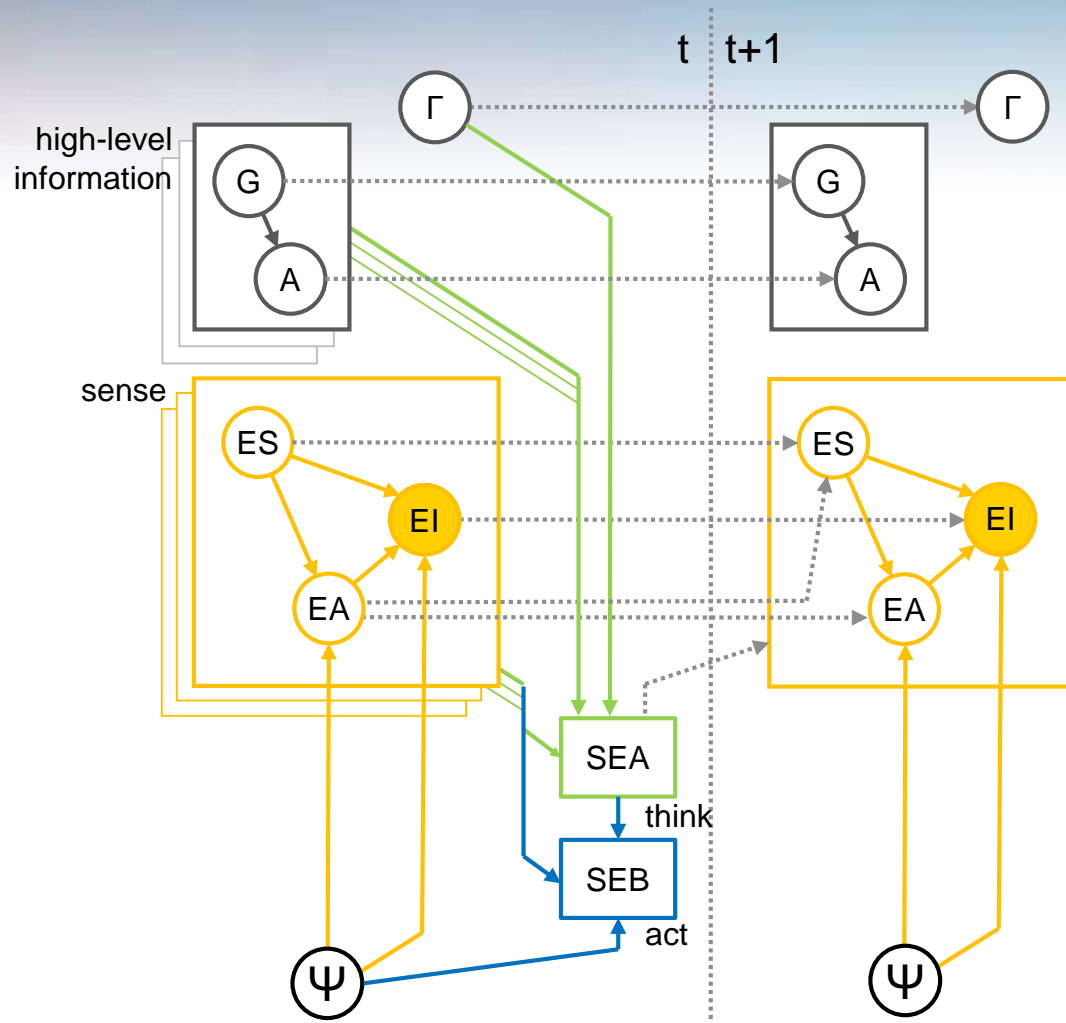 t t+1
Γ Γ
high-level
information
G G
A A
sense
ES ES
EI EI
EA EA
SEA
think
SEB
act
Ψ Ψ